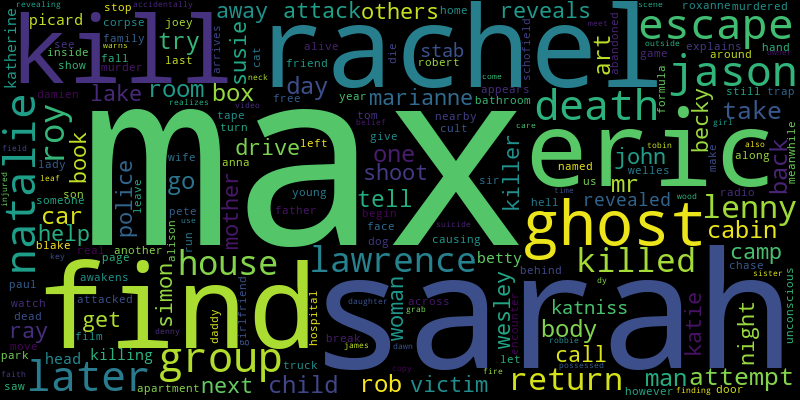 max
sarah
find
rachel
eric
kill
ghost
natalie
jason
escape
death
later
lawrence
group
house
killed
lenny
return
attempt
roy
car
help
ray
book
lake
room
box
away
attack
others
reveals
susie
try
picard
katherine
stop
corpse
joey
see
family
inside
show
fall
murder
warns
last
accidentally
revealing
arrives
cat
day
friend
alive
die
stab
robert
home
marianne
year
free
appears
bathroom
schofield
art
abandoned
meet
scene
roxanne
murdered
outside
explains
hand
game
around
formula
still
trap
take
becky
back
meanwhile
john
mr
revealed
welles
us
radio
make
tobin
also
along
girl
named
cabin
camp
night
unconscious
katniss
body
call
katie
man
door
however
finding
victim
rob
child
next
apartment
truck
simon
get
killing
head
woman
wesley
betty
behind
encounter
let
fire
daughter
across
break
james
dawn
grab
copy
hospital
girlfriend
daddy
denny
robbie
possessed
dy
chase
sister
wood
time
hell
suicide
care
come
sir
killer
shoot
tell
one
drive
left
mother
anna
wife
go
police
pete
use
run
son
lady
leaf
field
injured
someone
blake
key
real
another
page
alison
leave
awakens
attacked
film
paul
watch
dead
move
park
saw
faith
damien
realizes
neck
video
tape
turn
tom
belief
give
nearby
cult
young
father
begin
face
dog
causing